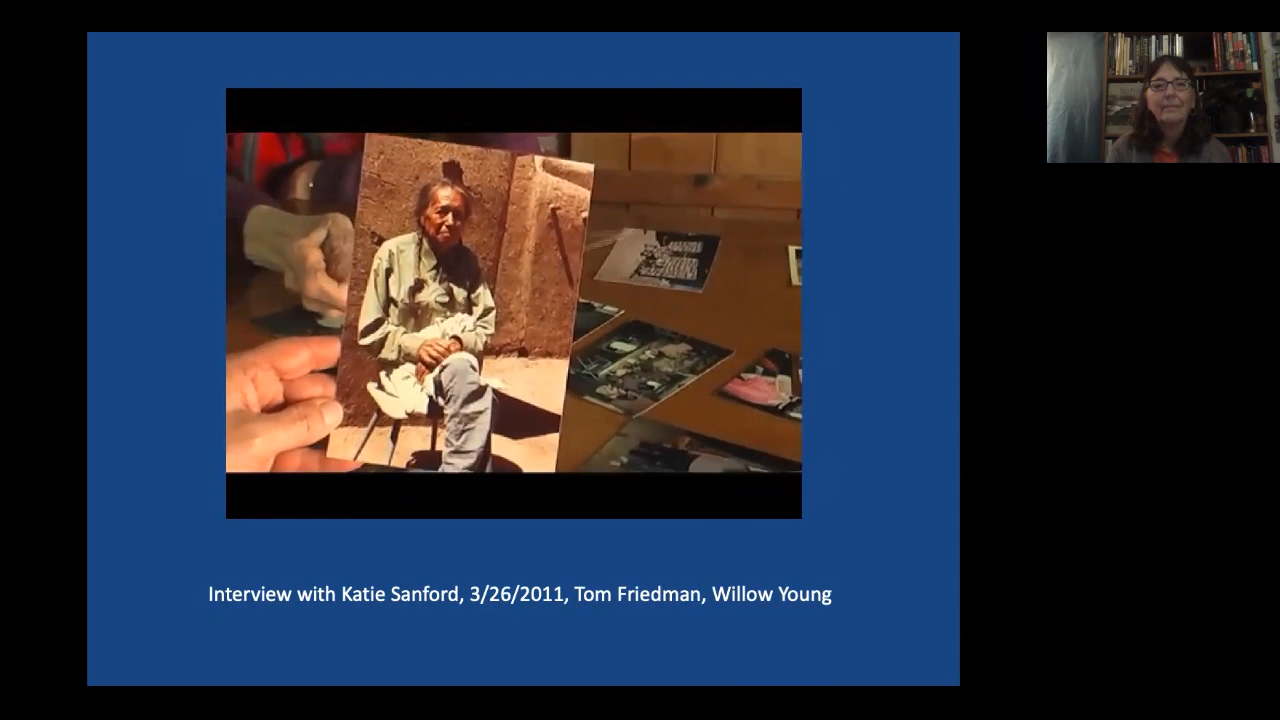 Interview with Katie Sanford, 3/26/2011, Tom Friedman, Willow Young